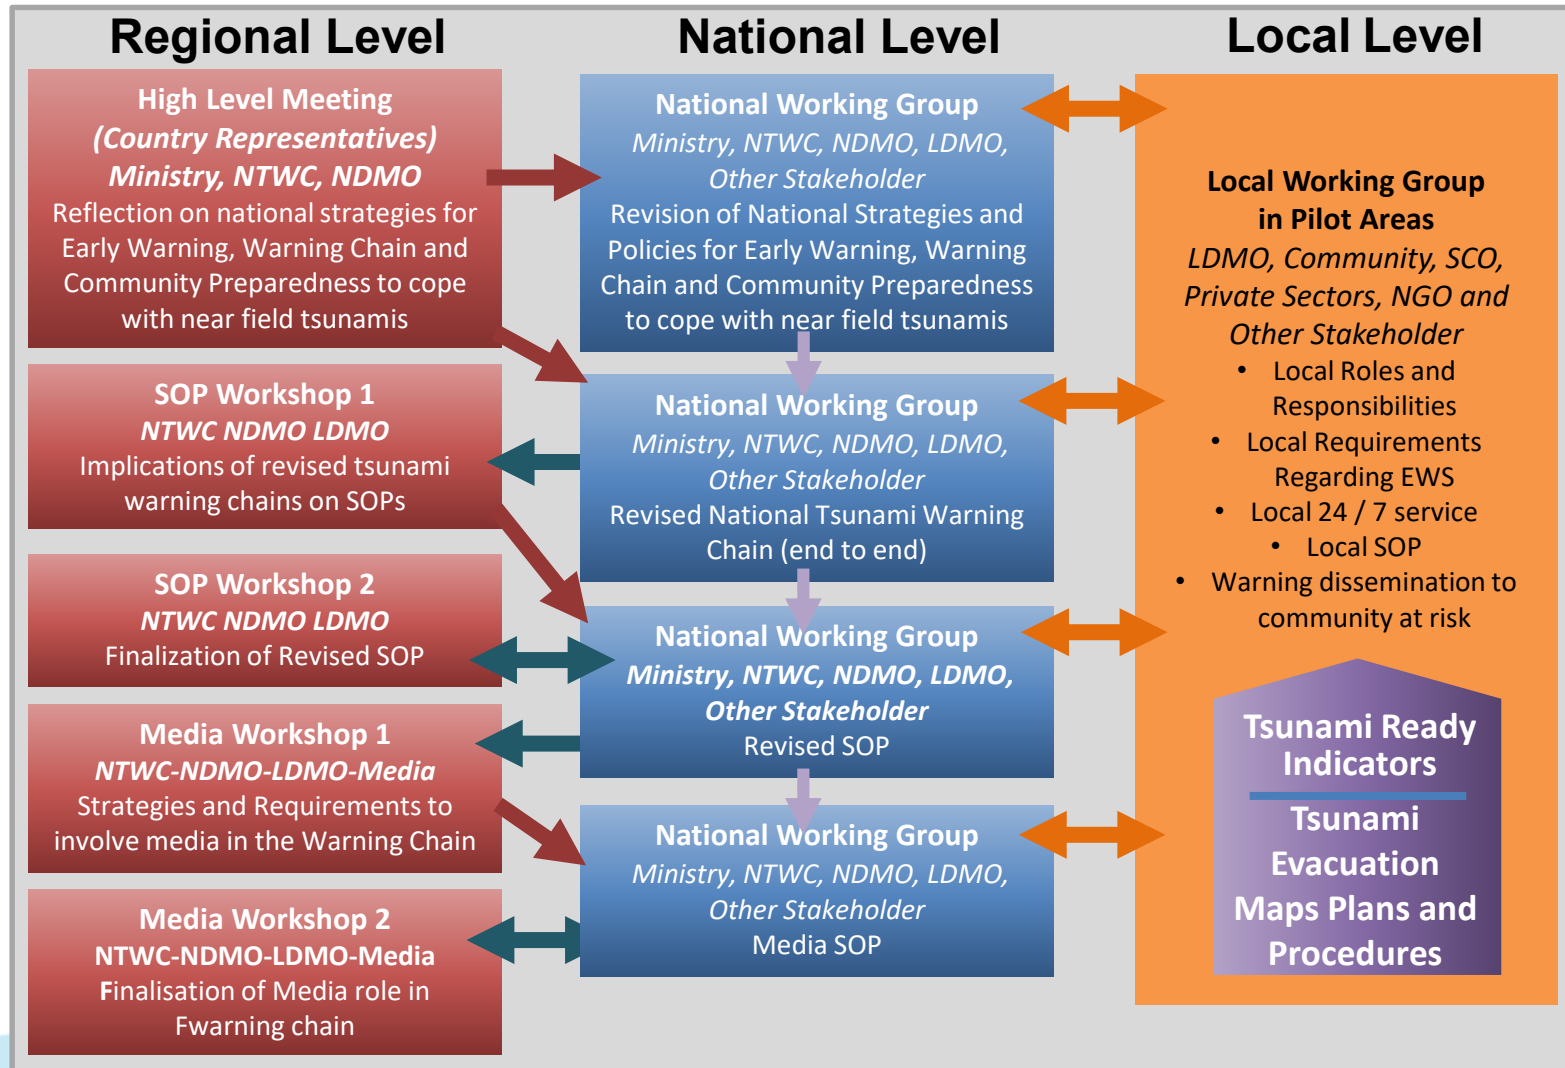 Regional Level
High Level Meeting
(Country Representatives)
Ministry, NTWC, NDMO
Reflection on national strategies for
Early Warning, Warning Chain and
Community Preparedness to cope
with near field tsunamis
SOP Workshop 1
NTWC NDMO LDMO
Implications of revised tsunami
warning chains on SOPs
SOP Workshop 2
NTWC NDMO LDMO
Finalization of Revised SOP
Media Workshop 1
NTWC-NDMO-LDMO-Media
Strategies and Requirements to
involve media in the Warning Chain
Media Workshop 2
NTWC-NDMO-LDMO-Media
Finalisation of Media role in
Fwarning chain
National Level
National Working Group
Ministry, NTWC, NDMO, LDMO,
Other Stakeholder
Revision of National Strategies and
Policies for Early Warning, Warning
Chain and Community Preparedness
to cope with near field tsunamis
National Working Group
Ministry, NTWC, NDMO, LDMO,
Other Stakeholder
Revised National Tsunami Warning
Chain (end to end)
National Working Group
Ministry, NTWC, NDMO, LDMO,
Other Stakeholder
Revised SOP
National Working Group
Ministry, NTWC, NDMO, LDMO,
Other Stakeholder
Media SOP
Local Level
Local Working Group
in Pilot Areas
LDMO, Community, SCO,
Private Sectors, NGO and
Other Stakeholder
• Local Roles and
Responsibilities
• Local Requirements
Regarding EWS
• Local 24 / 7 service
• Local SOP
• Warning dissemination to
community at risk
Tsunami Ready
Indicators
Tsunami
Evacuation
Maps Plans and
Procedures